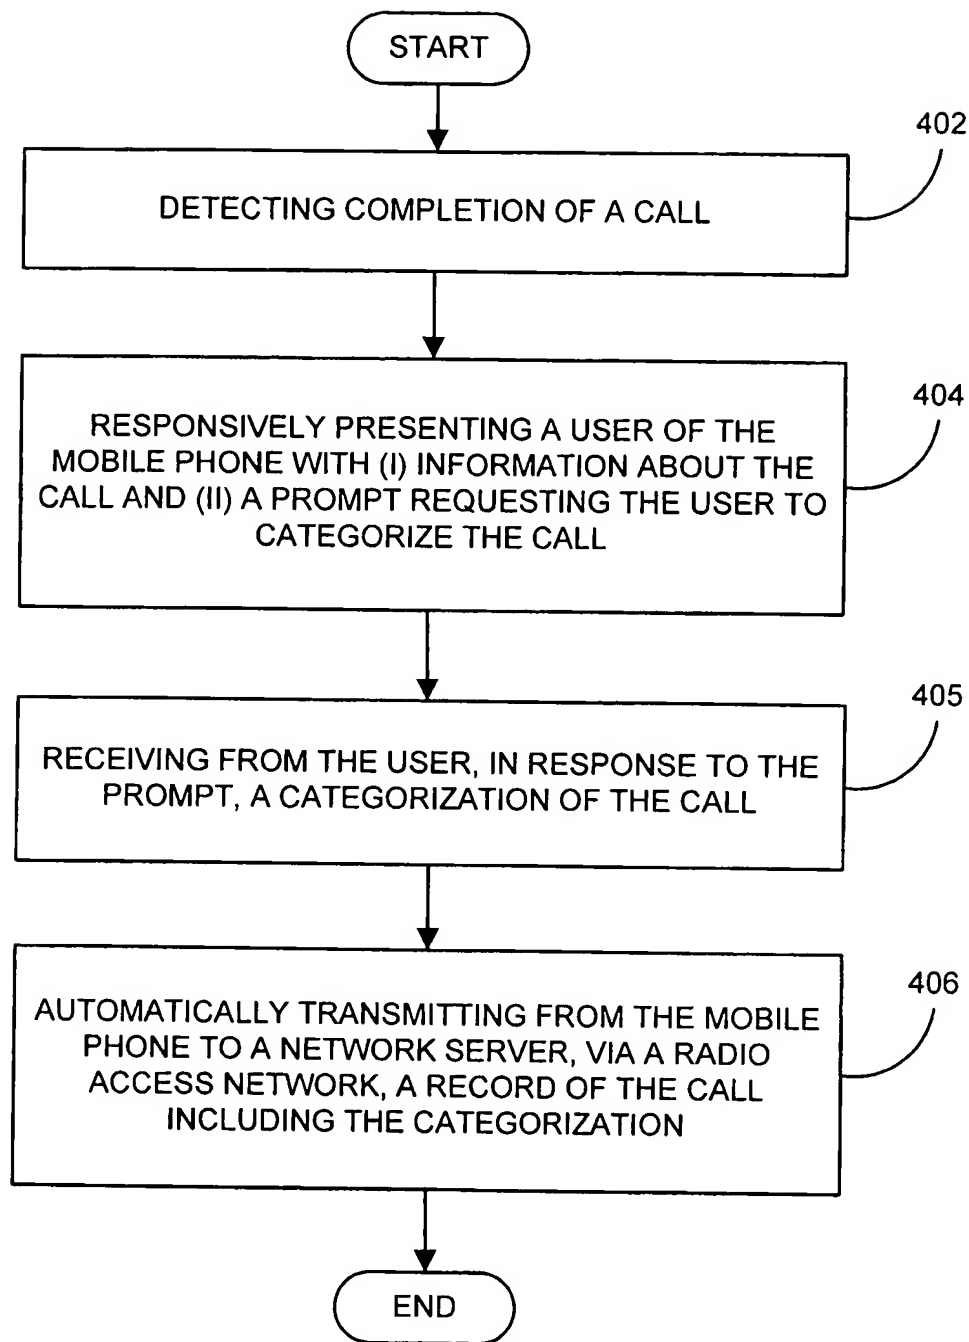 START
402
DETECTING COMPLETION OF A CALL
404
RESPONSIVELY PRESENTING A USER OF THE
MOBILE PHONE WITH (I) INFORMATION ABOUT THE
CALL AND (II) A PROMPT REQUESTING THE USER TO
CATEGORIZE THE CALL
405
RECEIVING FROM THE USER, IN RESPONSE TO THE
PROMPT, A CATEGORIZATION OF THE CALL
406
AUTOMATICALLY TRANSMITTING FROM THE MOBILE
PHONE TO A NETWORK SERVER, VIA A RADIO
ACCESS NETWORK, A RECORD OF THE CALL
INCLUDING THE CATEGORIZATION
END